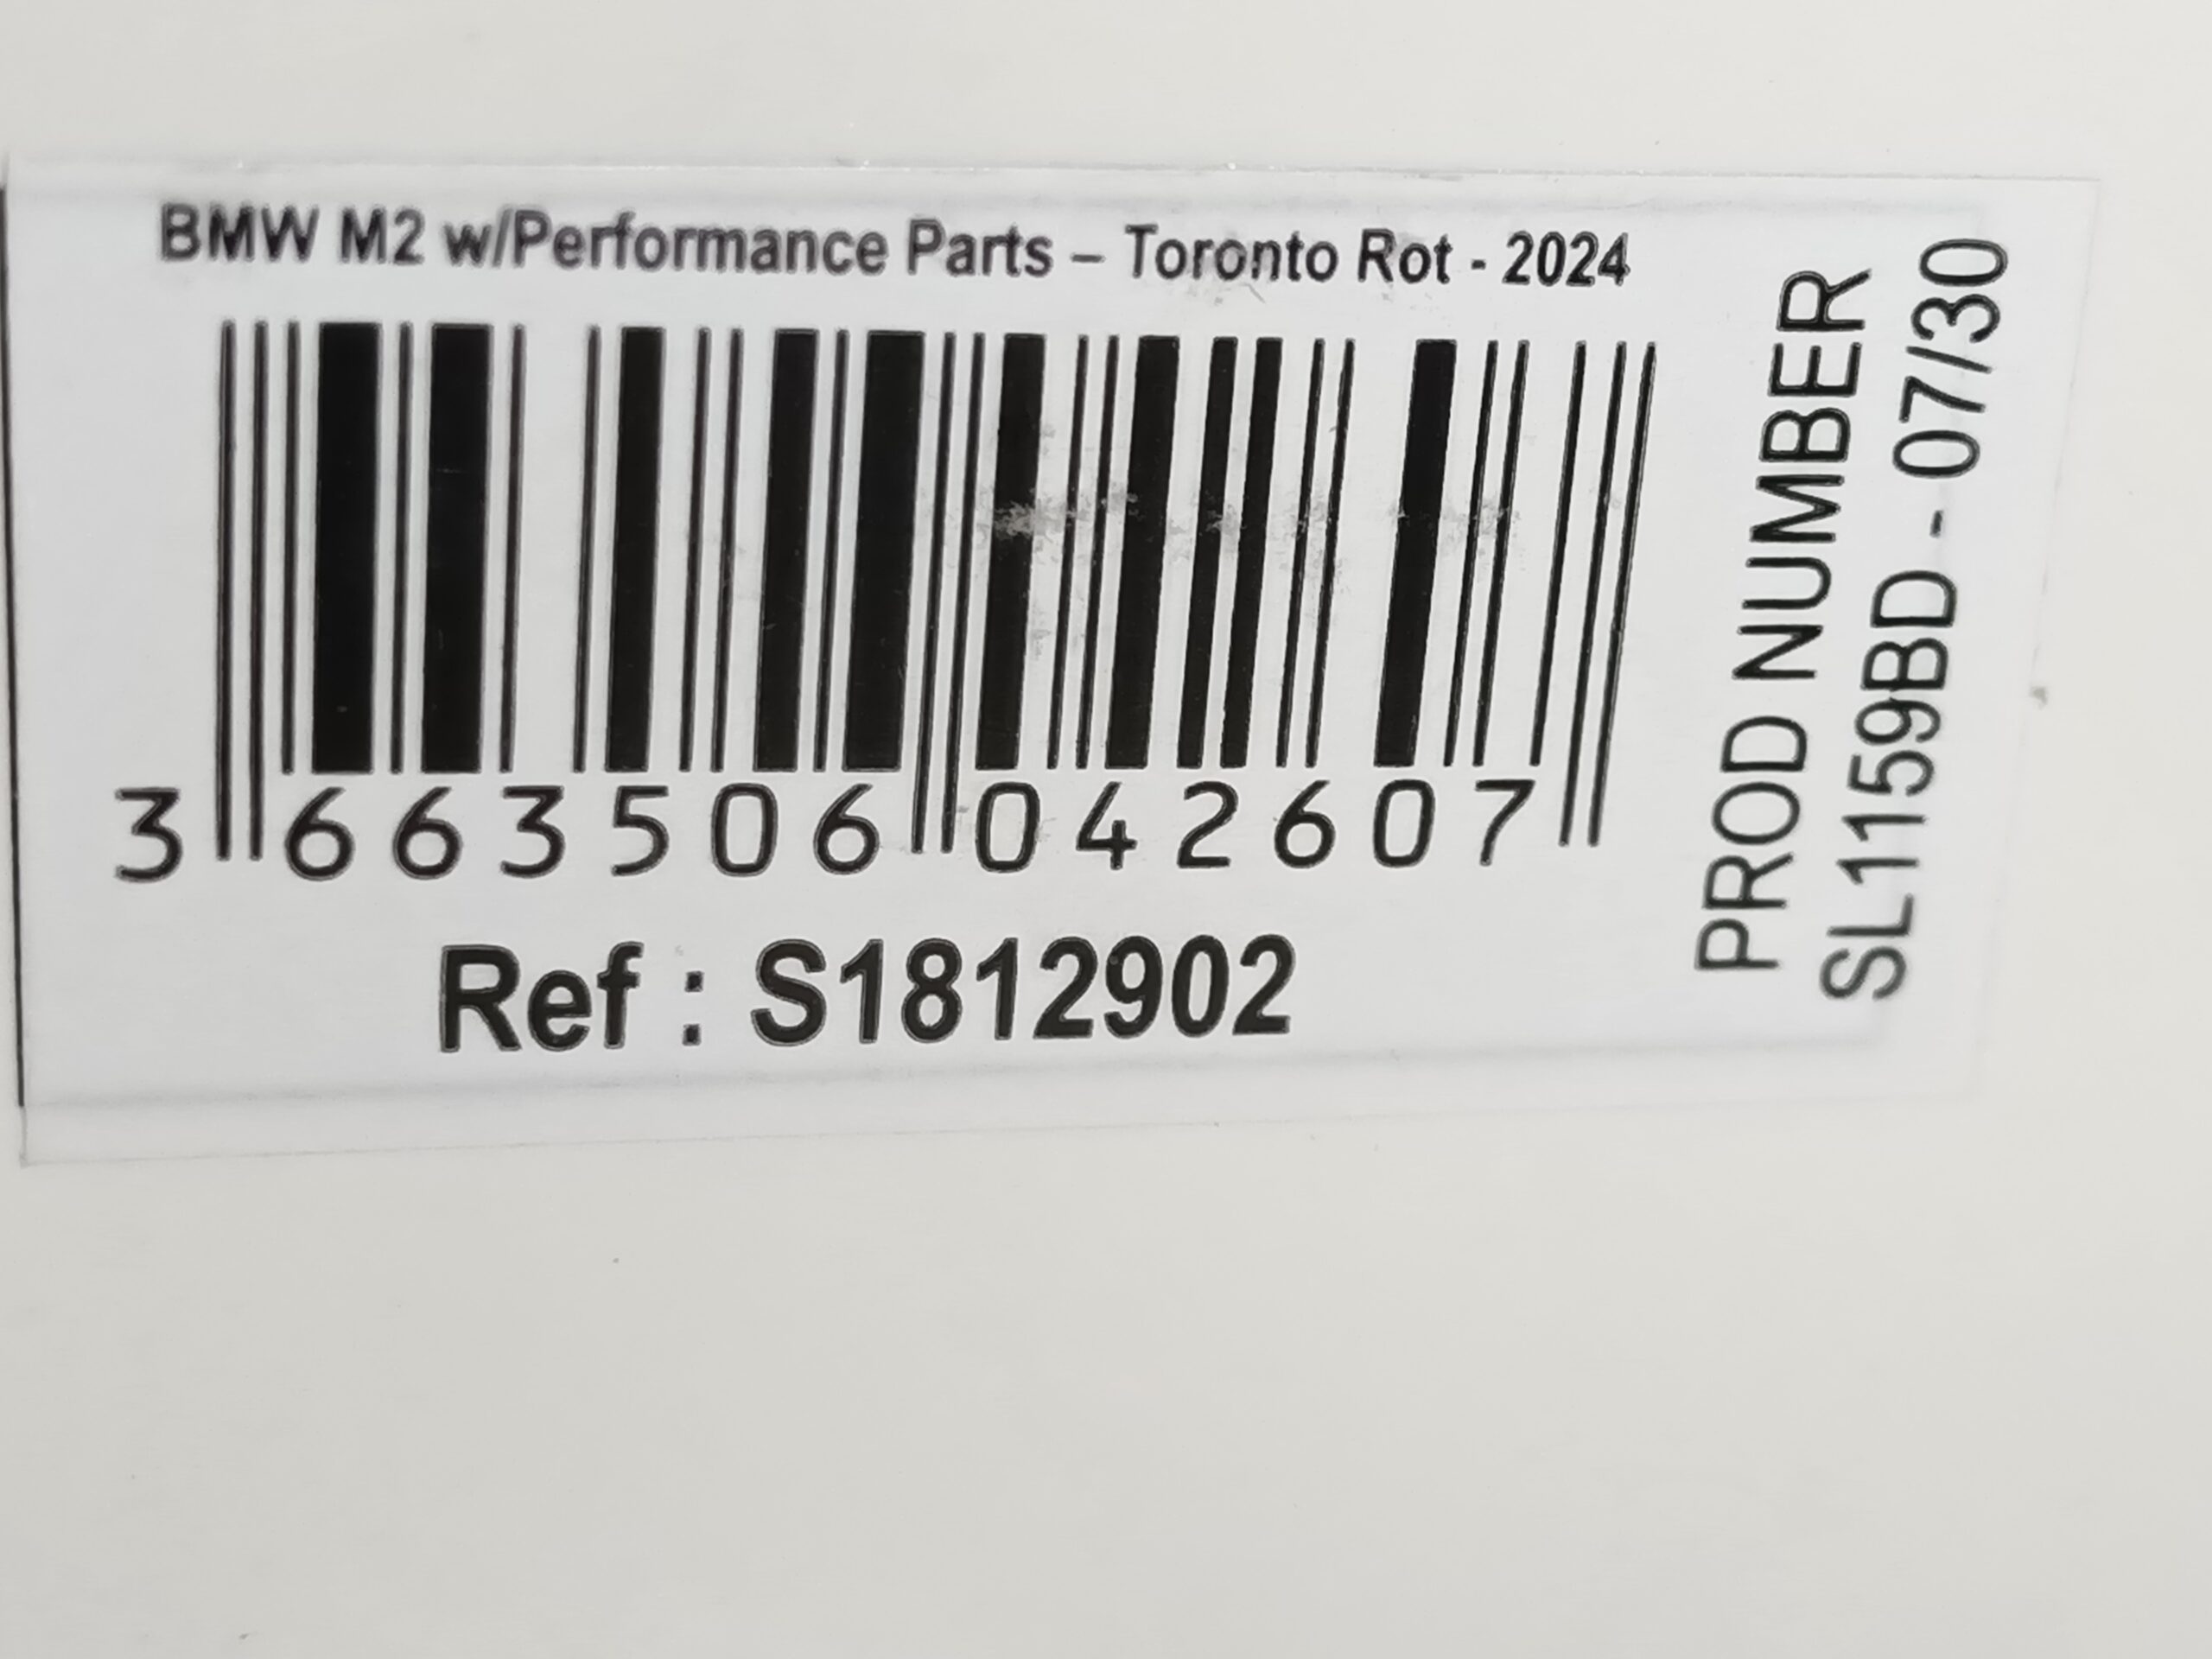 BMW M2 w/Performance Parts – Toronto Rot - 2024
3 663506 042607
Ref : S1812902
PROD NUMBER
SL1159BD - 07/30